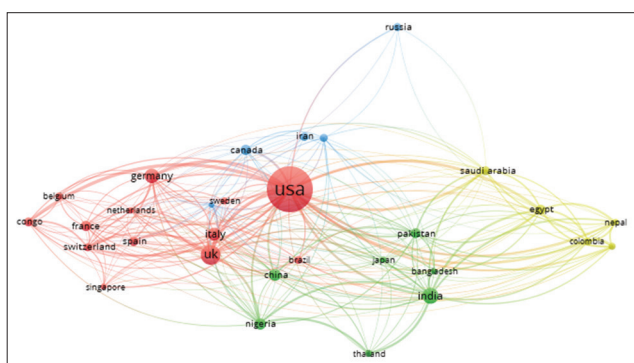 russia
iran
canada
saudi arabia
germany
usa
belgium
sweden
netherlands
egypt
congo
france
nepal
italy
pakistan
switzerland
spain
colombia
uk
brazil
japan
china
bangladesh
singapore
india
nigeria
thailand